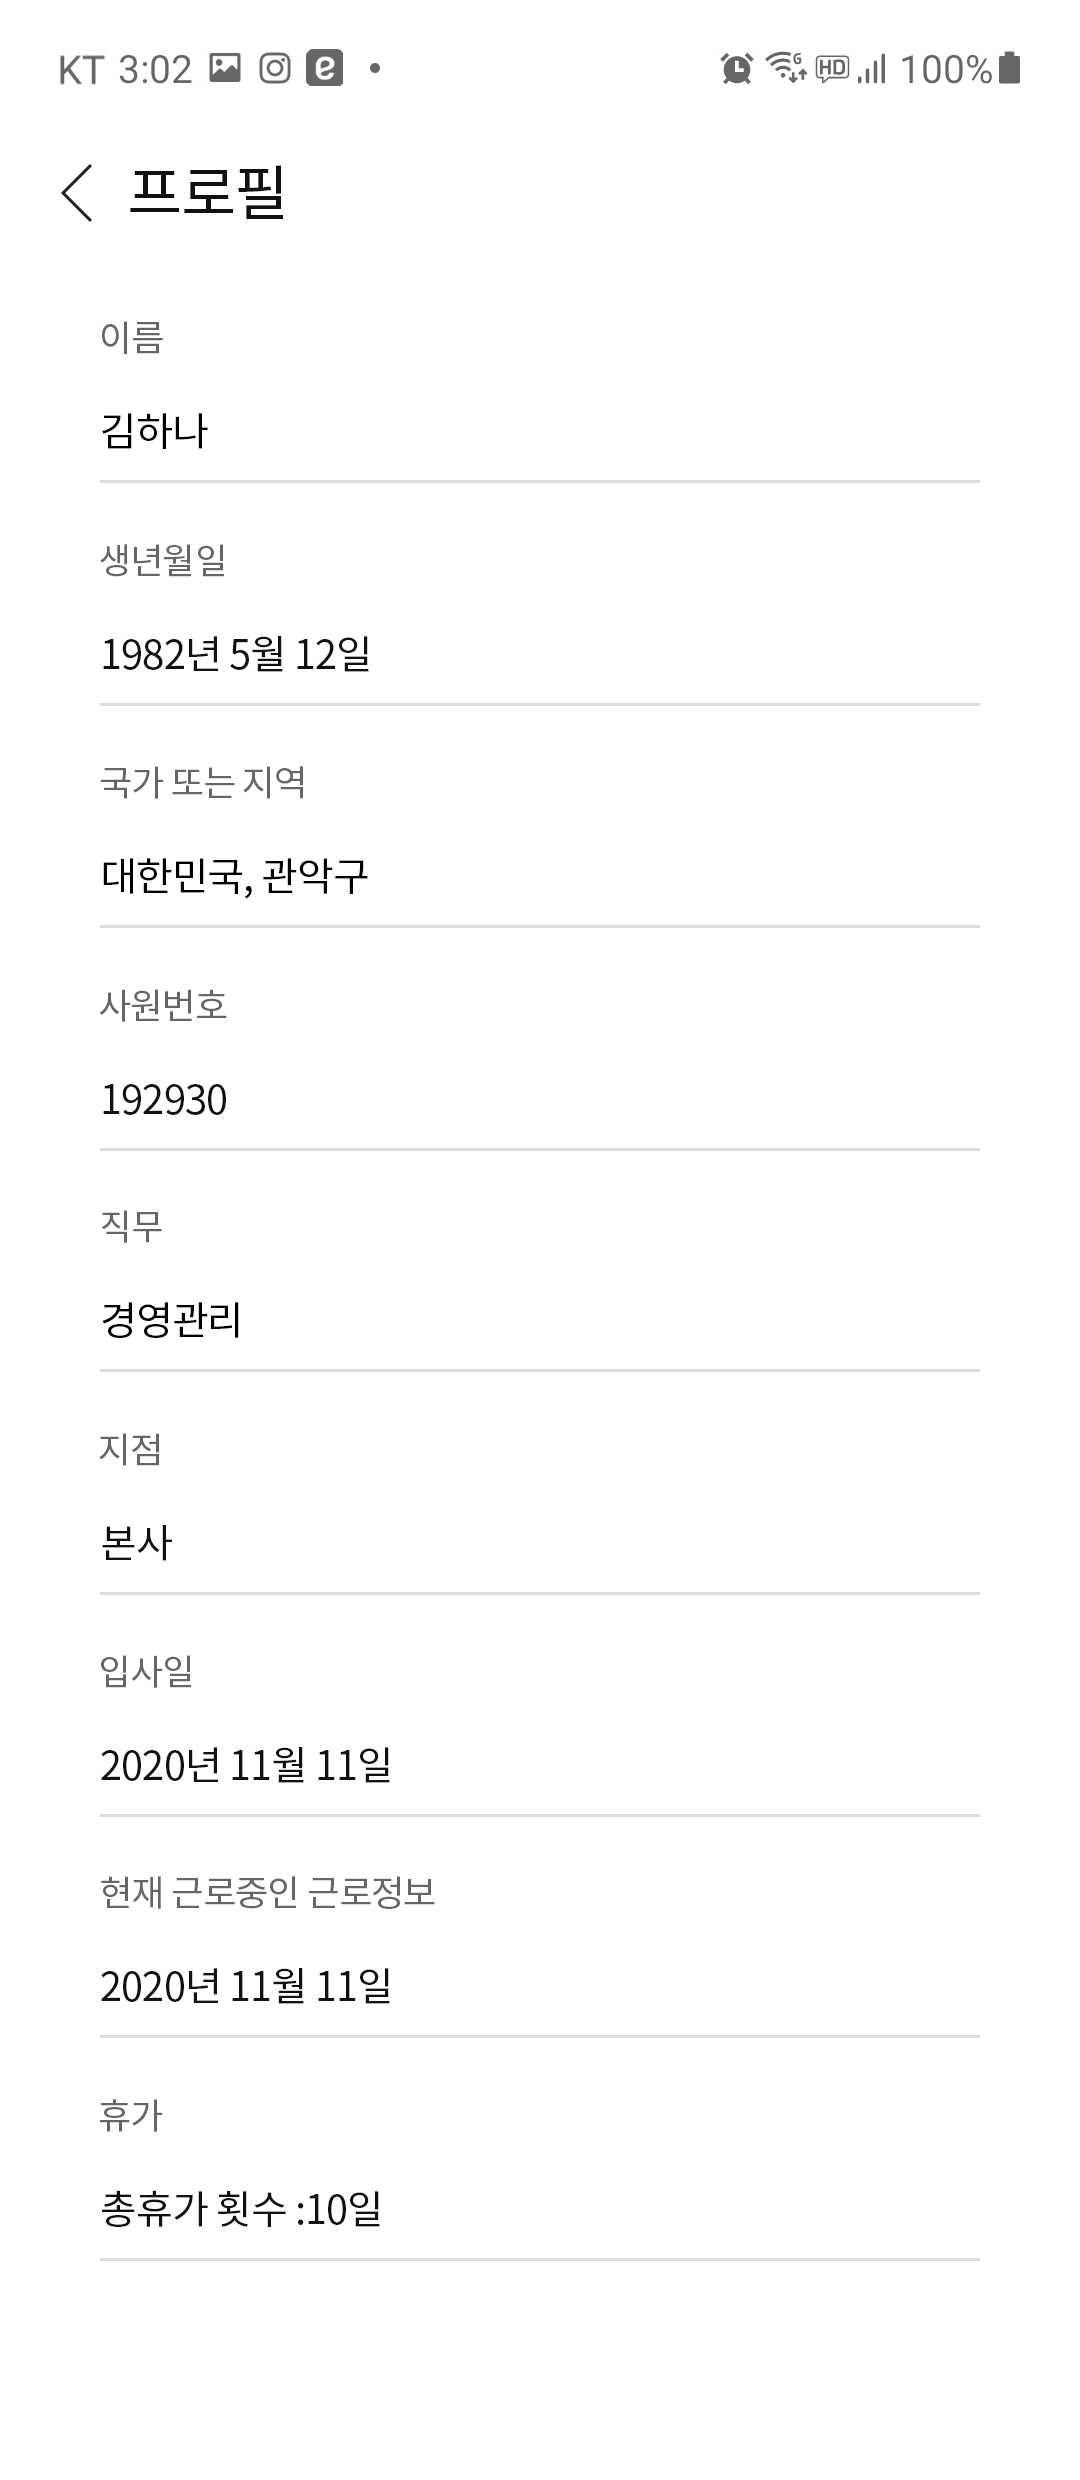 KT 3:02 100%
프로필
이름
김하나
생년월일
1982년 5월 12일
국가 또는 지역
대한민국, 관악구
사원번호
192930
직무
경영관리
지점
본사
입사일
2020년 11월 11일
현재 근로중인 근로정보
2020년 11월 11일
휴가
총휴가 횟수 :10일